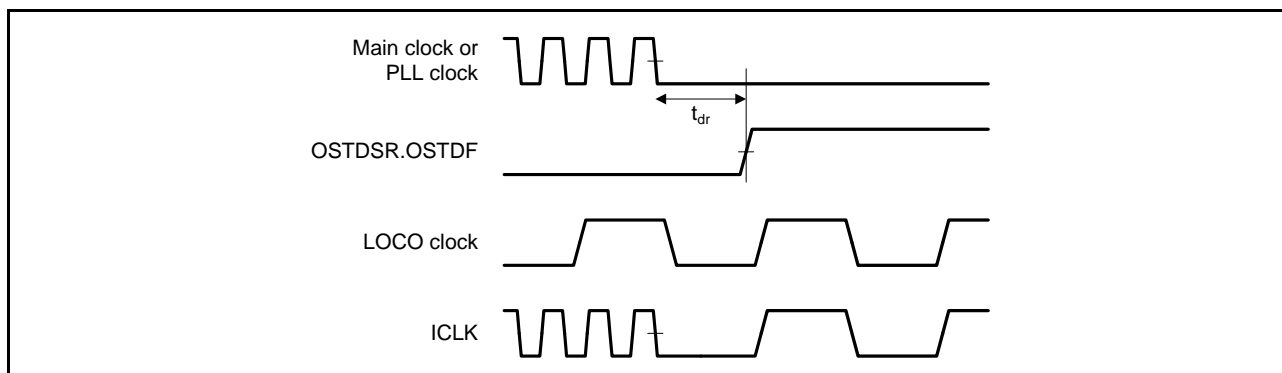 Main clock or
PLL clock
tdr
OSTDSR.OSTDF
LOCO clock
ICLK